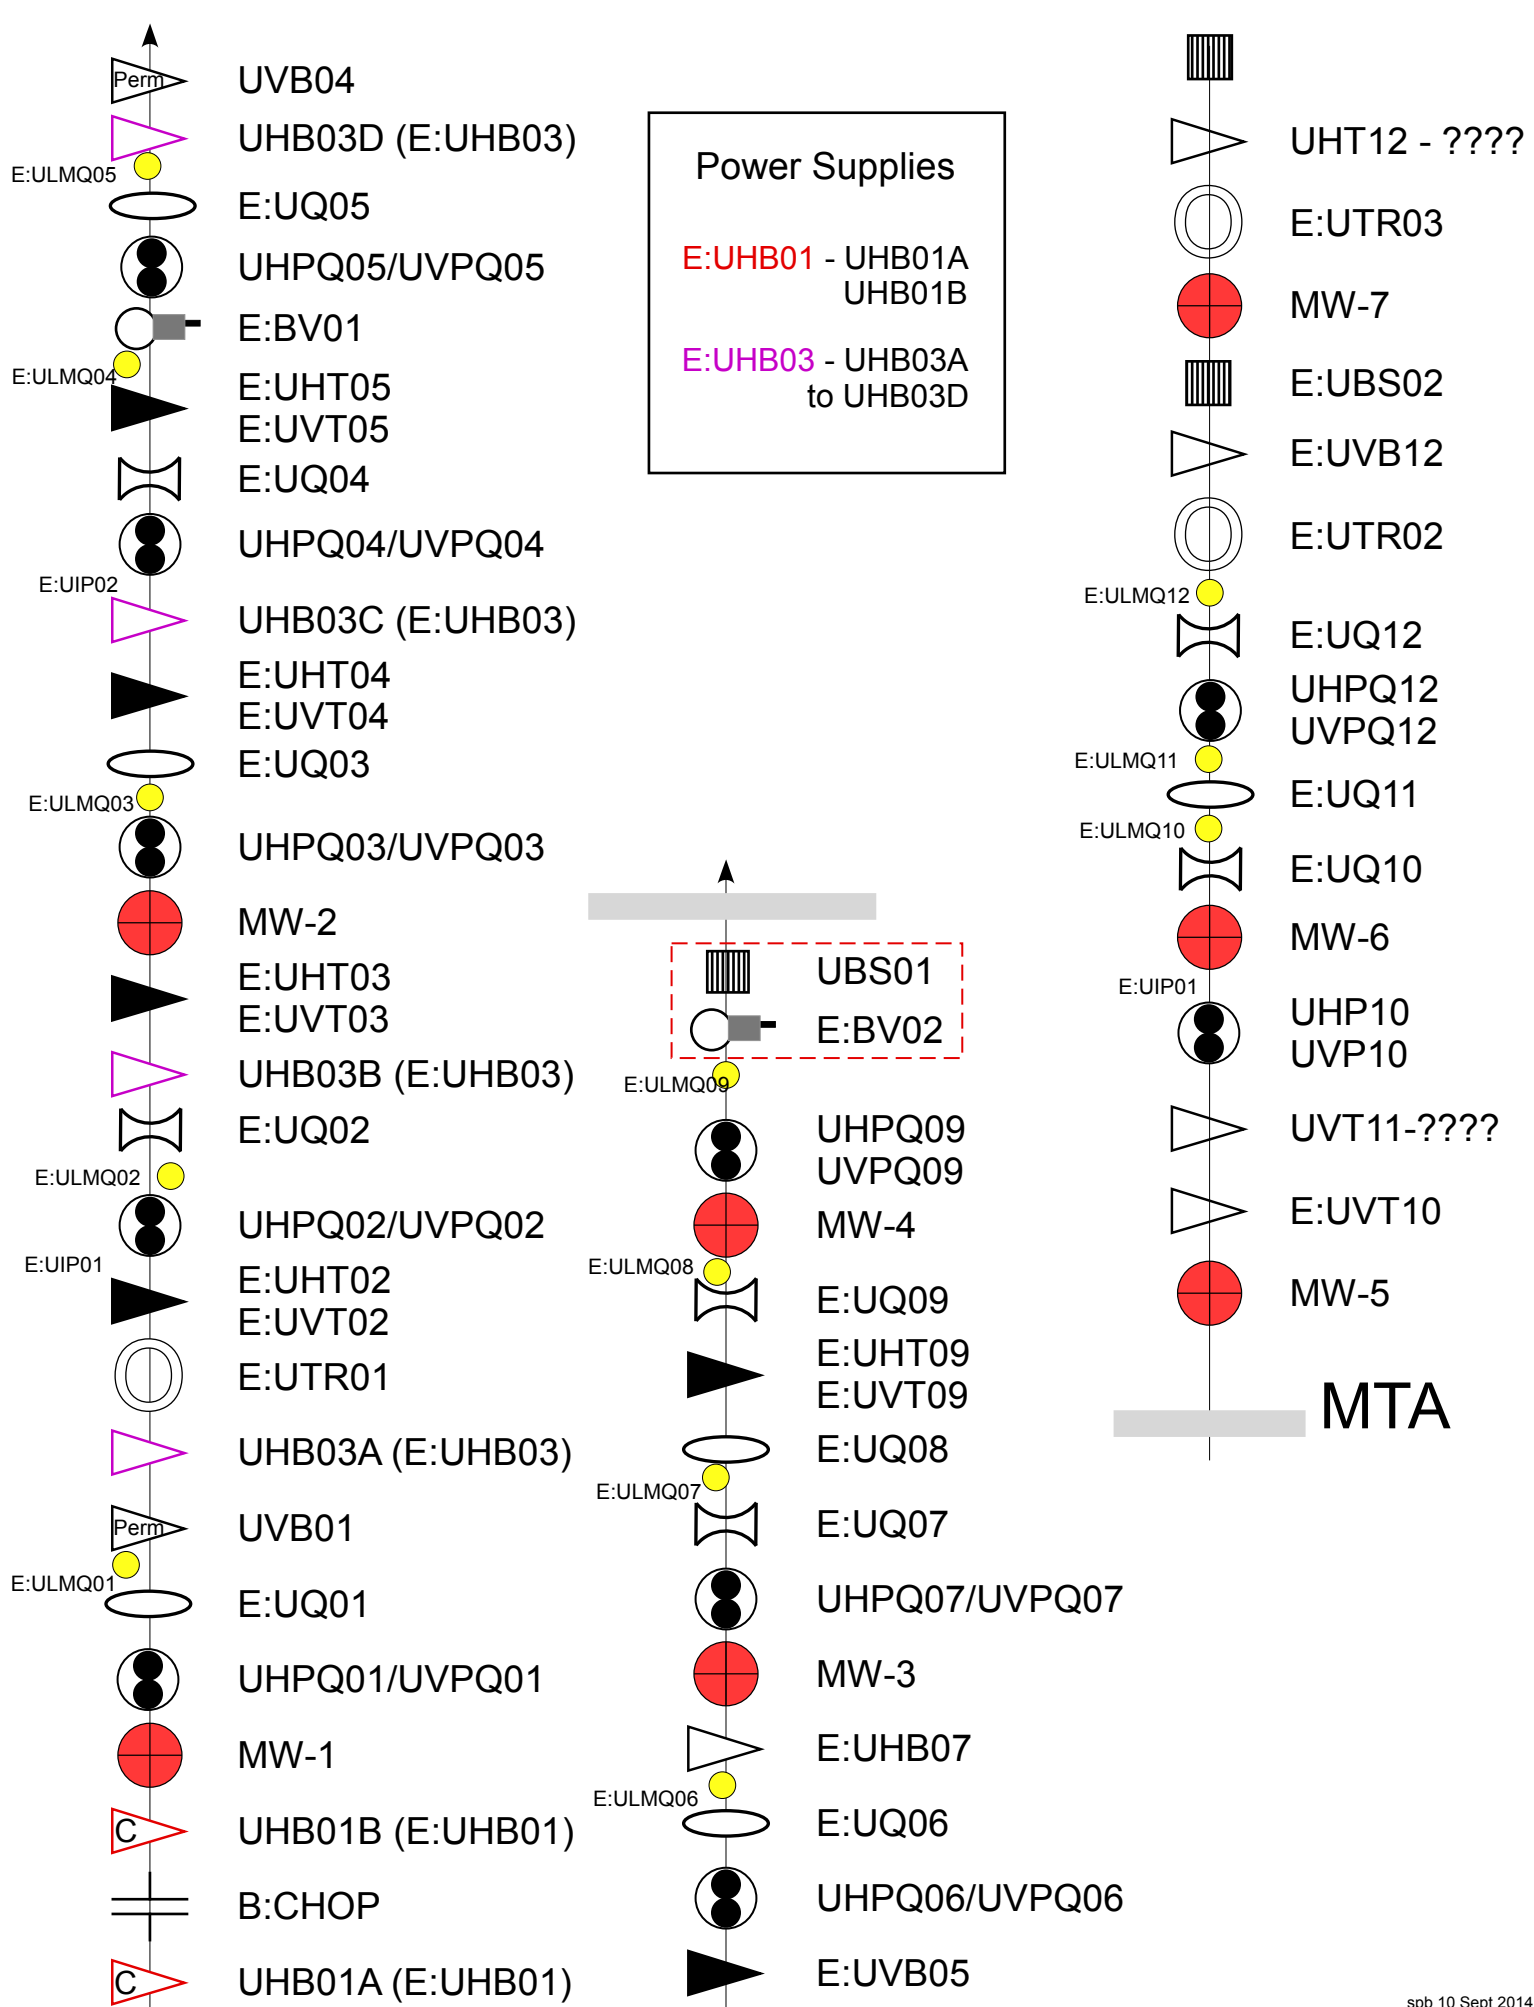 Perm
UVB04
UHB03D (E:UHB03)
E:ULMQ05
E:UQ05
UHPQ05/UVPQ05
E:BV01
E:ULMQ04
E:UHT05
E:UVT05
E:UQ04
UHPQ04/UVPQ04
E:UIP02
UHB03C (E:UHB03)
E:UHT04
E:UVT04
E:UQ03
E:ULMQ03
UHPQ03/UVPQ03
MW-2
E:UHT03
E:UVT03
UHB03B (E:UHB03)
E:UQ02
E:ULMQ02
UHPQ02/UVPQ02
E:UIP01
E:UHT02
E:UVT02
E:UTR01
UHB03A (E:UHB03)
Perm
UVB01
E:ULMQ01
E:UQ01
UHPQ01/UVPQ01
MW-1
C
UHB01B (E:UHB01)
B:CHOP
C
UHB01A (E:UHB01)
Power Supplies
E:UHB01 - UHB01A
UHB01B
E:UHB03 - UHB03A
to UHB03D
UBS01
E:BV02
E:ULMQ09
UHPQ09
UVPQ09
MW-4
E:ULMQ08
E:UQ09
E:UHT09
E:UVT09
E:UQ08
E:ULMQ07
E:UQ07
UHPQ07/UVPQ07
MW-3
E:UHB07
E:ULMQ06
E:UQ06
UHPQ06/UVPQ06
E:UVB05
UHT12 - ????
E:UTR03
MW-7
E:UBS02
E:UVB12
E:UTR02
E:ULMQ12
E:UQ12
UHPQ12
UVPQ12
E:ULMQ11
E:UQ11
E:ULMQ10
E:UQ10
MW-6
E:UIP01
UHP10
UVP10
UVT11-????
E:UVT10
MW-5
MTA
spb 10 Sept 2014